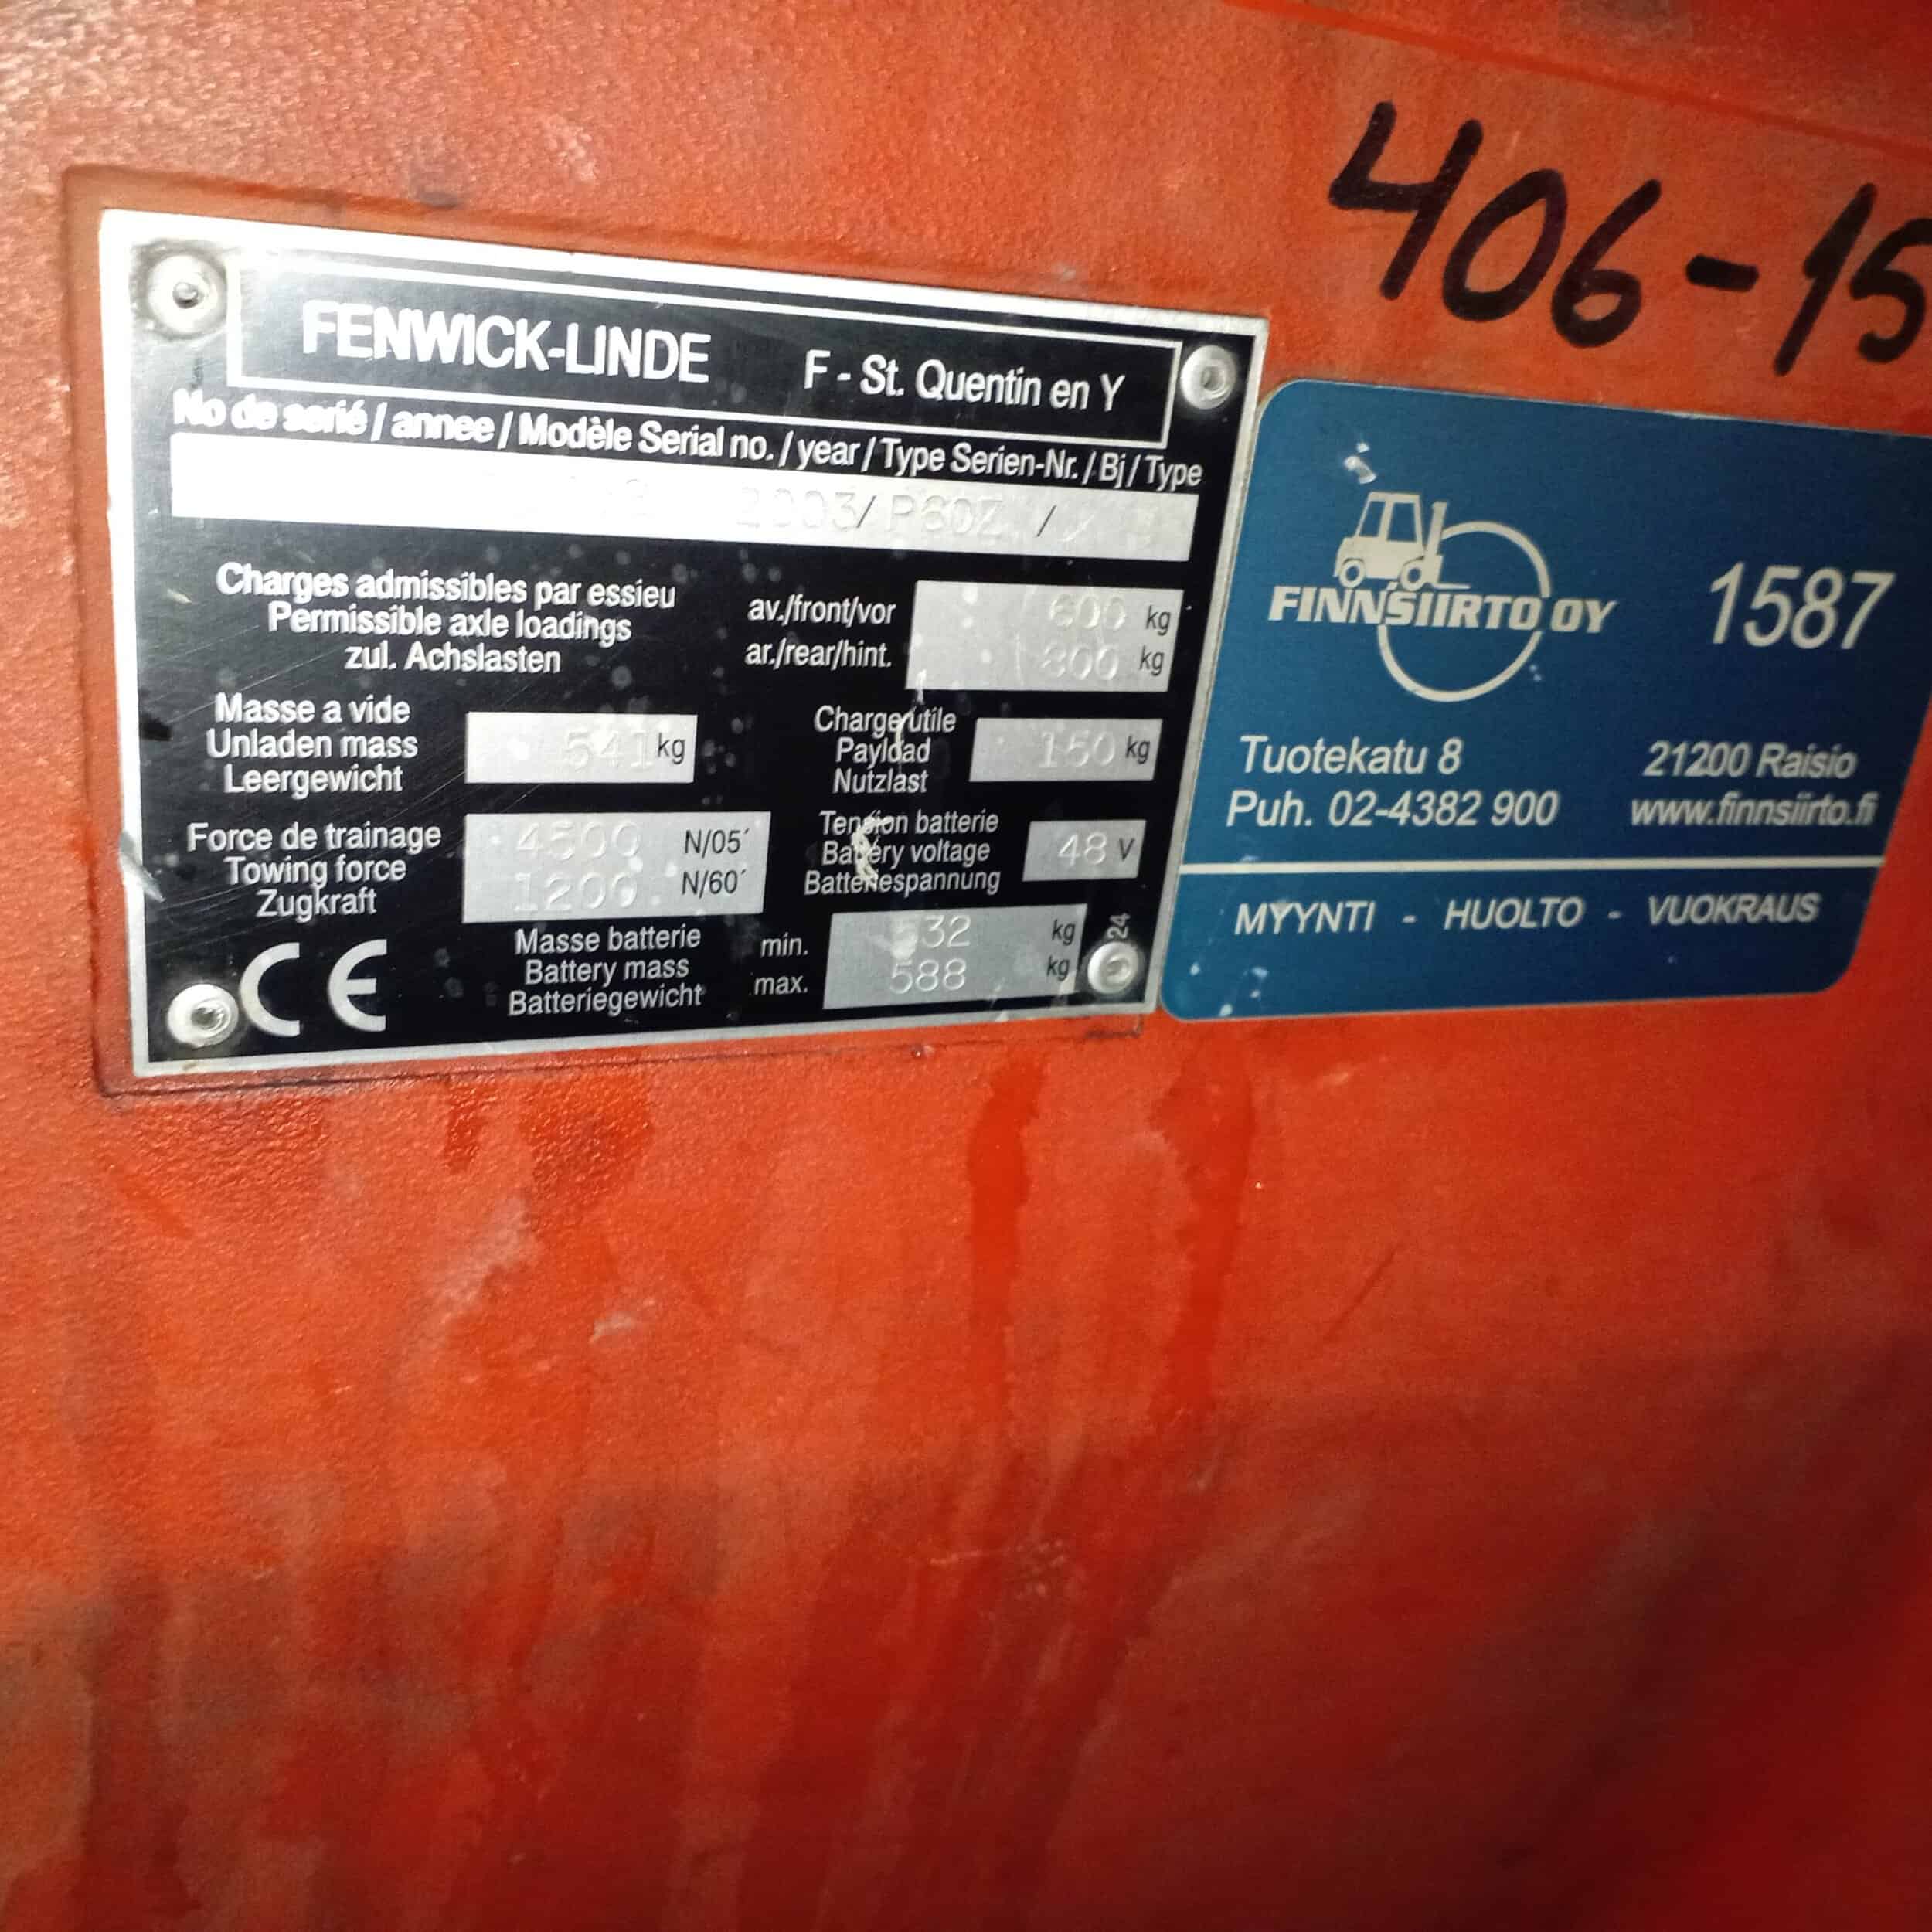 406-15
FENWICK-LINDE F - St. Quentin en Y
No de serié / annee / Modèle Serial no. / year / Type Serien-Nr. / Bj / Type
2003/ P60Z /
Charges admissibles par essieu
Permissible axle loadings
zul. Achslasten
av./front/vor 600 kg
ar./rear/hint. kg
Masse a vide
Unladen mass
Leergewicht
541 kg
Charge utile
Payload
Nutzlast
150 kg
Force de trainage
Towing force
Zugkraft
4500 N/05´
1200 N/60´
Tension batterie
Battery voltage
Batteriespannung
48 V
CE
Masse batterie
Battery mass
Batteriegewicht
min. 532 kg
max. 588 kg
24
FINNSIIRTO OY 1587
Tuotekatu 8 21200 Raisio
Puh. 02-4382 900 www.finnsiirto.fi
MYYNTI - HUOLTO - VUOKRAUS